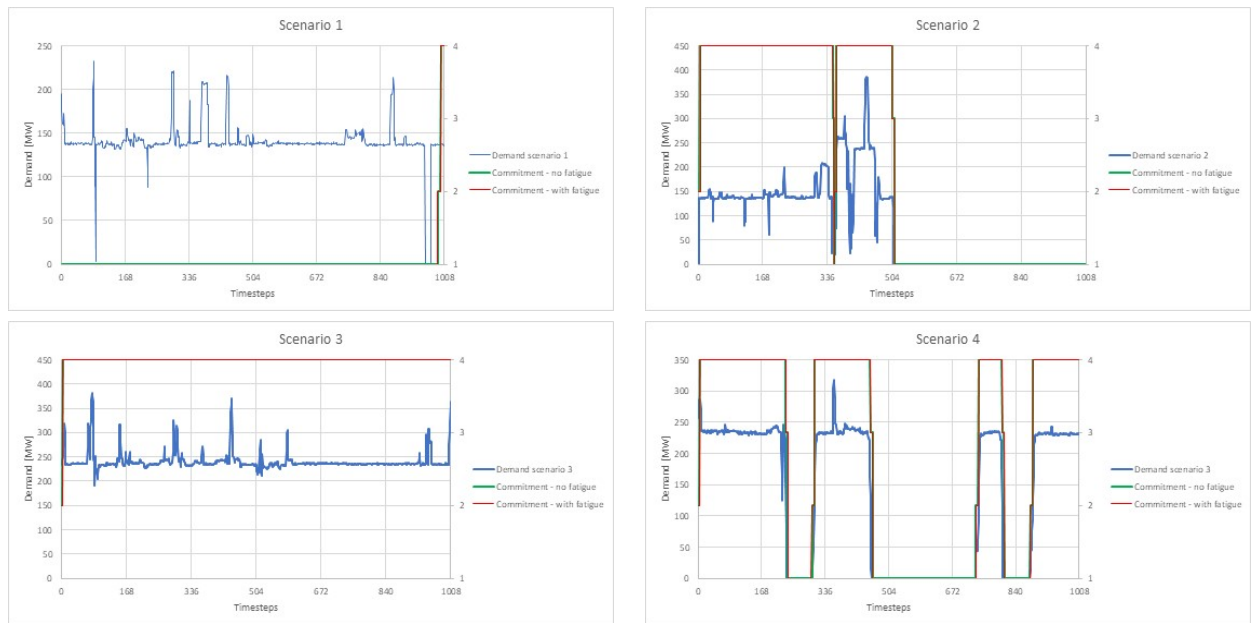 Scenario 1
250
200
150
100
50
0
Demand [MW]
4
3
2
1
0 168 336 504 672 840 1008
Timesteps
Demand scenario 1
Commitment - no fatigue
Commitment - with fatigue
Scenario 2
450
400
350
300
250
200
150
100
50
0
Demand [MW]
4
3
2
1
0 168 336 504 672 840 1008
Timesteps
Demand scenario 2
Commitment - no fatigue
Commitment - with fatigue
Scenario 3
450
400
350
300
250
200
150
100
50
0
Demand [MW]
4
3
2
1
0 168 336 504 672 840 1008
Timesteps
Demand scenario 3
Commitment - no fatigue
Commitment - with fatigue
Scenario 4
350
300
250
200
150
100
50
0
Demand [MW]
4
3
2
1
0 168 336 504 672 840 1008
Timesteps
Demand scenario 3
Commitment - no fatigue
Commitment - with fatigue